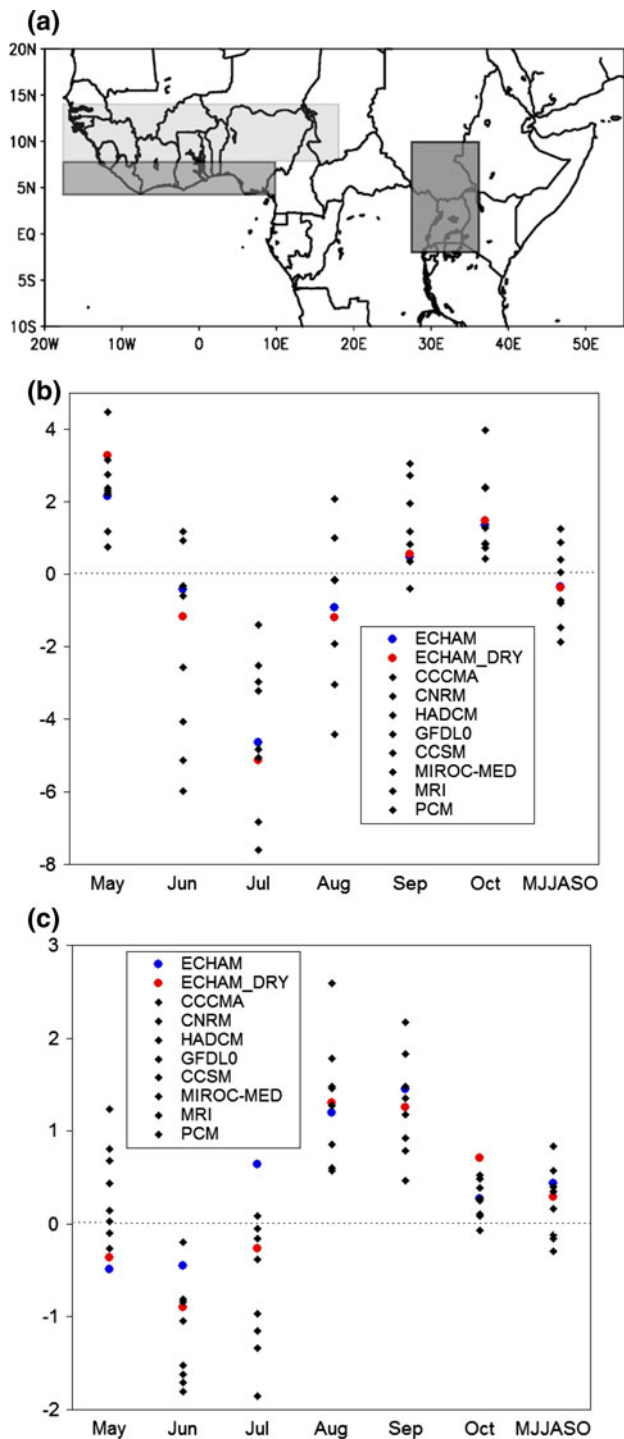 (a)
20N
15N
10N
5N
EQ
5S
10S
20W 10W 0 10E 20E 30E 40E 50E
(b)
4
2
0
-2
-4
-6
-8
ECHAM
ECHAM_DRY
CCCMA
CNRM
HADCM
GFDL0
CCSM
MIROC-MED
MRI
PCM
May Jun Jul Aug Sep Oct MJJASO
(c)
3
2
1
0
-1
-2
ECHAM
ECHAM_DRY
CCCMA
CNRM
HADCM
GFDL0
CCSM
MIROC-MED
MRI
PCM
May Jun Jul Aug Sep Oct MJJASO